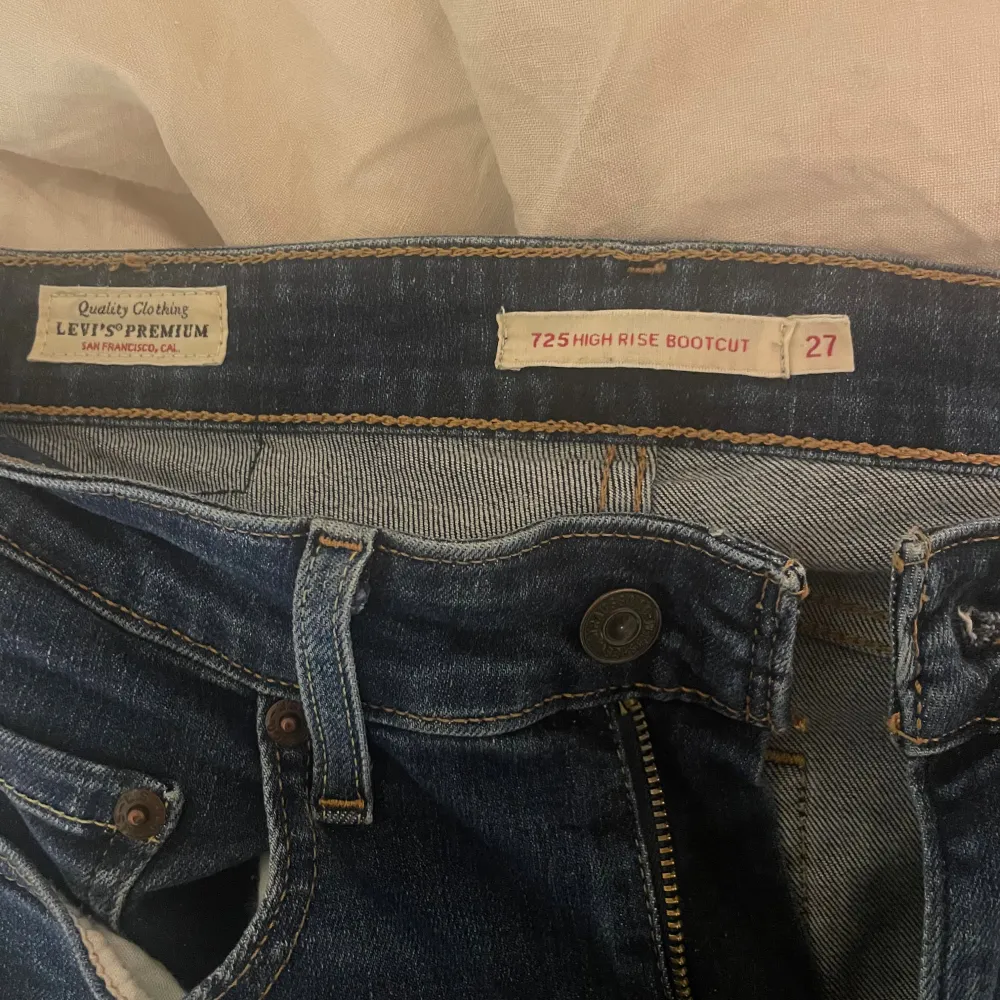 Quality Clothing
LEVI'S® PREMIUM
SAN FRANCISCO, CAL.
725 HIGH RISE BOOTCUT
27